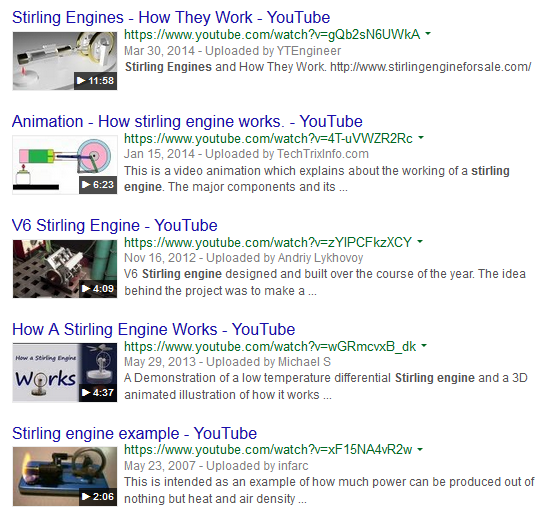 Stirling Engines - How They Work - YouTube
https://www.youtube.com/watch?v=gQb2sN6UWkA
Mar 30, 2014 - Uploaded by YTEngineer
Stirling Engines and How They Work. http://www.stirlingengineforsale.com/
11:58
Animation - How stirling engine works. - YouTube
https://www.youtube.com/watch?v=4T-uVWZR2Rc
Jan 15, 2014 - Uploaded by TechTrixInfo.com
This is a video animation which explains about the working of a stirling
6:23
engine. The major components and its ...
V6 Stirling Engine - YouTube
https://www.youtube.com/watch?v=zYIPCFkzXCY
Nov 16, 2012 - Uploaded by Andriy Lykhovoy
V6 Stirling engine designed and built over the course of the year. The idea
4:09
behind the project was to make a ...
How A Stirling Engine Works - YouTube
https://www.youtube.com/watch?v=wGRmcvxB_dk
How a Stirling Engine
May 29, 2013 - Uploaded by Michael S
Works
A Demonstration of a low temperature differential Stirling engine and a 3D
4:37
animated illustration of how it works ...
Stirling engine example - YouTube
https://www.youtube.com/watch?v=xF15NA4vR2w
May 23, 2007 - Uploaded by infarc
This is intended as an example of how much power can be produced out of
2:06
nothing but heat and air density ...